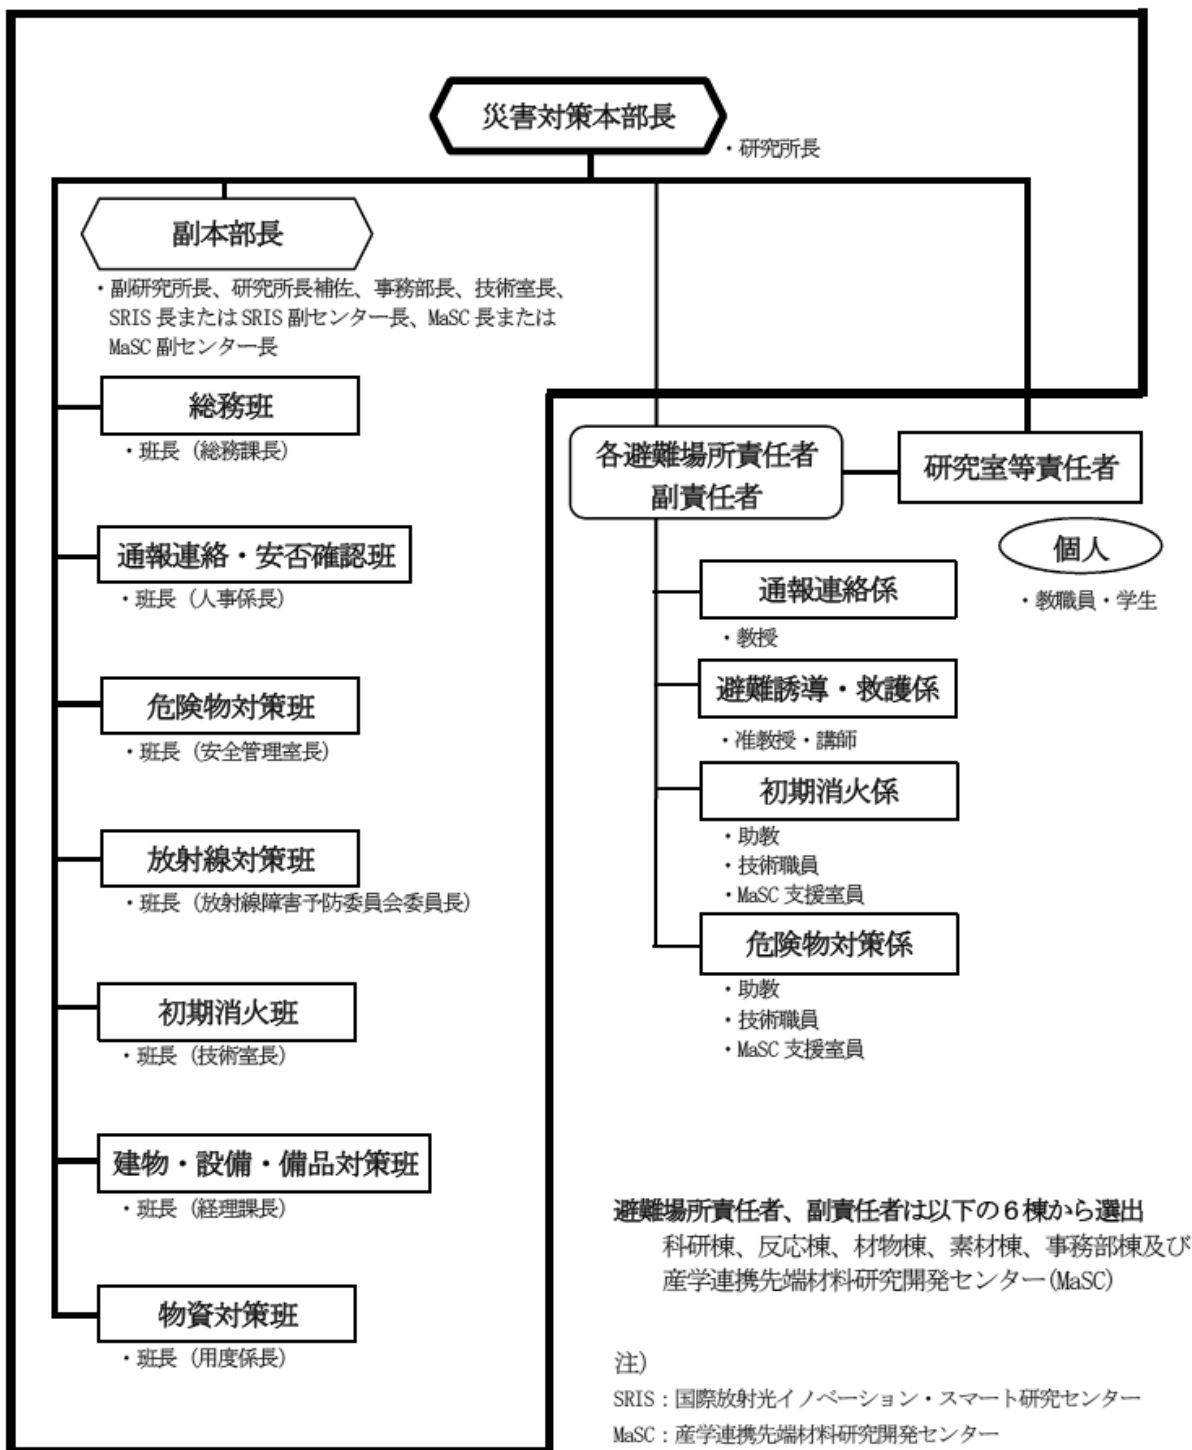 災害対策本部長
・研究所長
副本部長
・副研究所長、研究所長補佐、事務部長、技術室長、
SRIS 長または SRIS 副センター長、MaSC 長または
MaSC 副センター長
総務班
・班長（総務課長）
通報連絡・安否確認班
・班長（人事係長）
危険物対策班
・班長（安全管理室長）
放射線対策班
・班長（放射線障害予防委員会委員長）
初期消火班
・班長（技術室長）
建物・設備・備品対策班
・班長（経理課長）
物資対策班
・班長（用度係長）
各避難場所責任者
副責任者
研究室等責任者
個人
・教職員・学生
通報連絡係
・教授
避難誘導・救護係
・准教授・講師
初期消火係
・助教
・技術職員
・MaSC 支援室員
危険物対策係
・助教
・技術職員
・MaSC 支援室員
避難場所責任者、副責任者は以下の６棟から選出
科研棟、反応棟、材物棟、素材棟、事務部棟及び
産学連携先端材料研究開発センター(MaSC)
注)
SRIS：国際放射光イノベーション・スマート研究センター
MaSC：産学連携先端材料研究開発センター